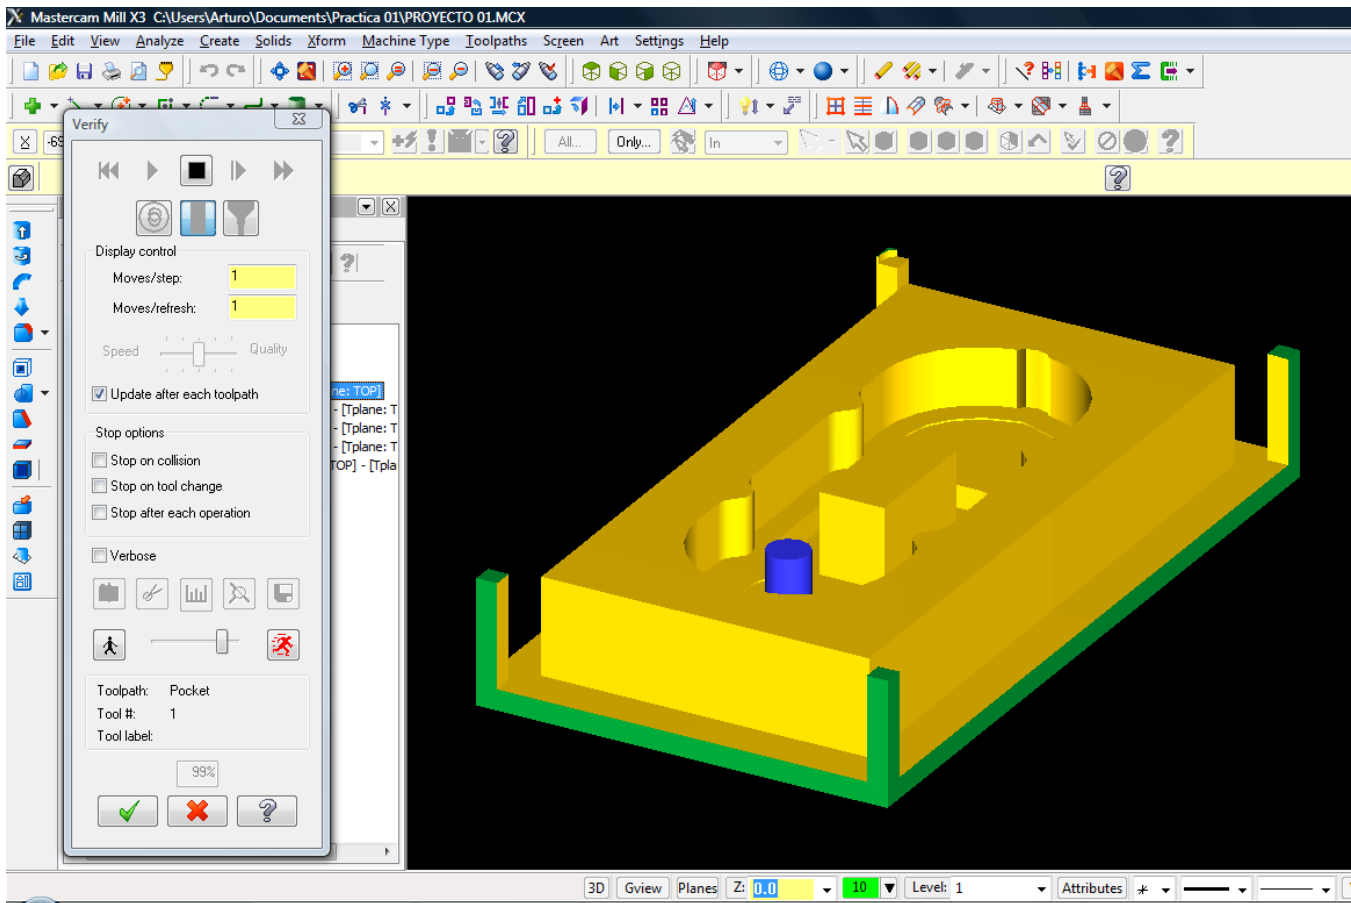 Mastercam Mill X3 C:\Users\Arturo\Documents\Practica 01\PROYECTO 01.MCX
File Edit View Analyze Create Solids Xform Machine Type Toolpaths Screen Art Settings Help
Verify
X -69
All... Only... In
Display control
Moves/step: 1
Moves/refresh: 1
Speed Quality
Update after each toolpath
ne: TOP]
- [Tplane: T
- [Tplane: T
- [Tplane: T
TOP] - [Tpla
Stop options
Stop on collision
Stop on tool change
Stop after each operation
Verbose
Toolpath: Pocket
Tool #: 1
Tool label:
99%
3D Gview Planes Z: 0.0 10 Level: 1 Attributes